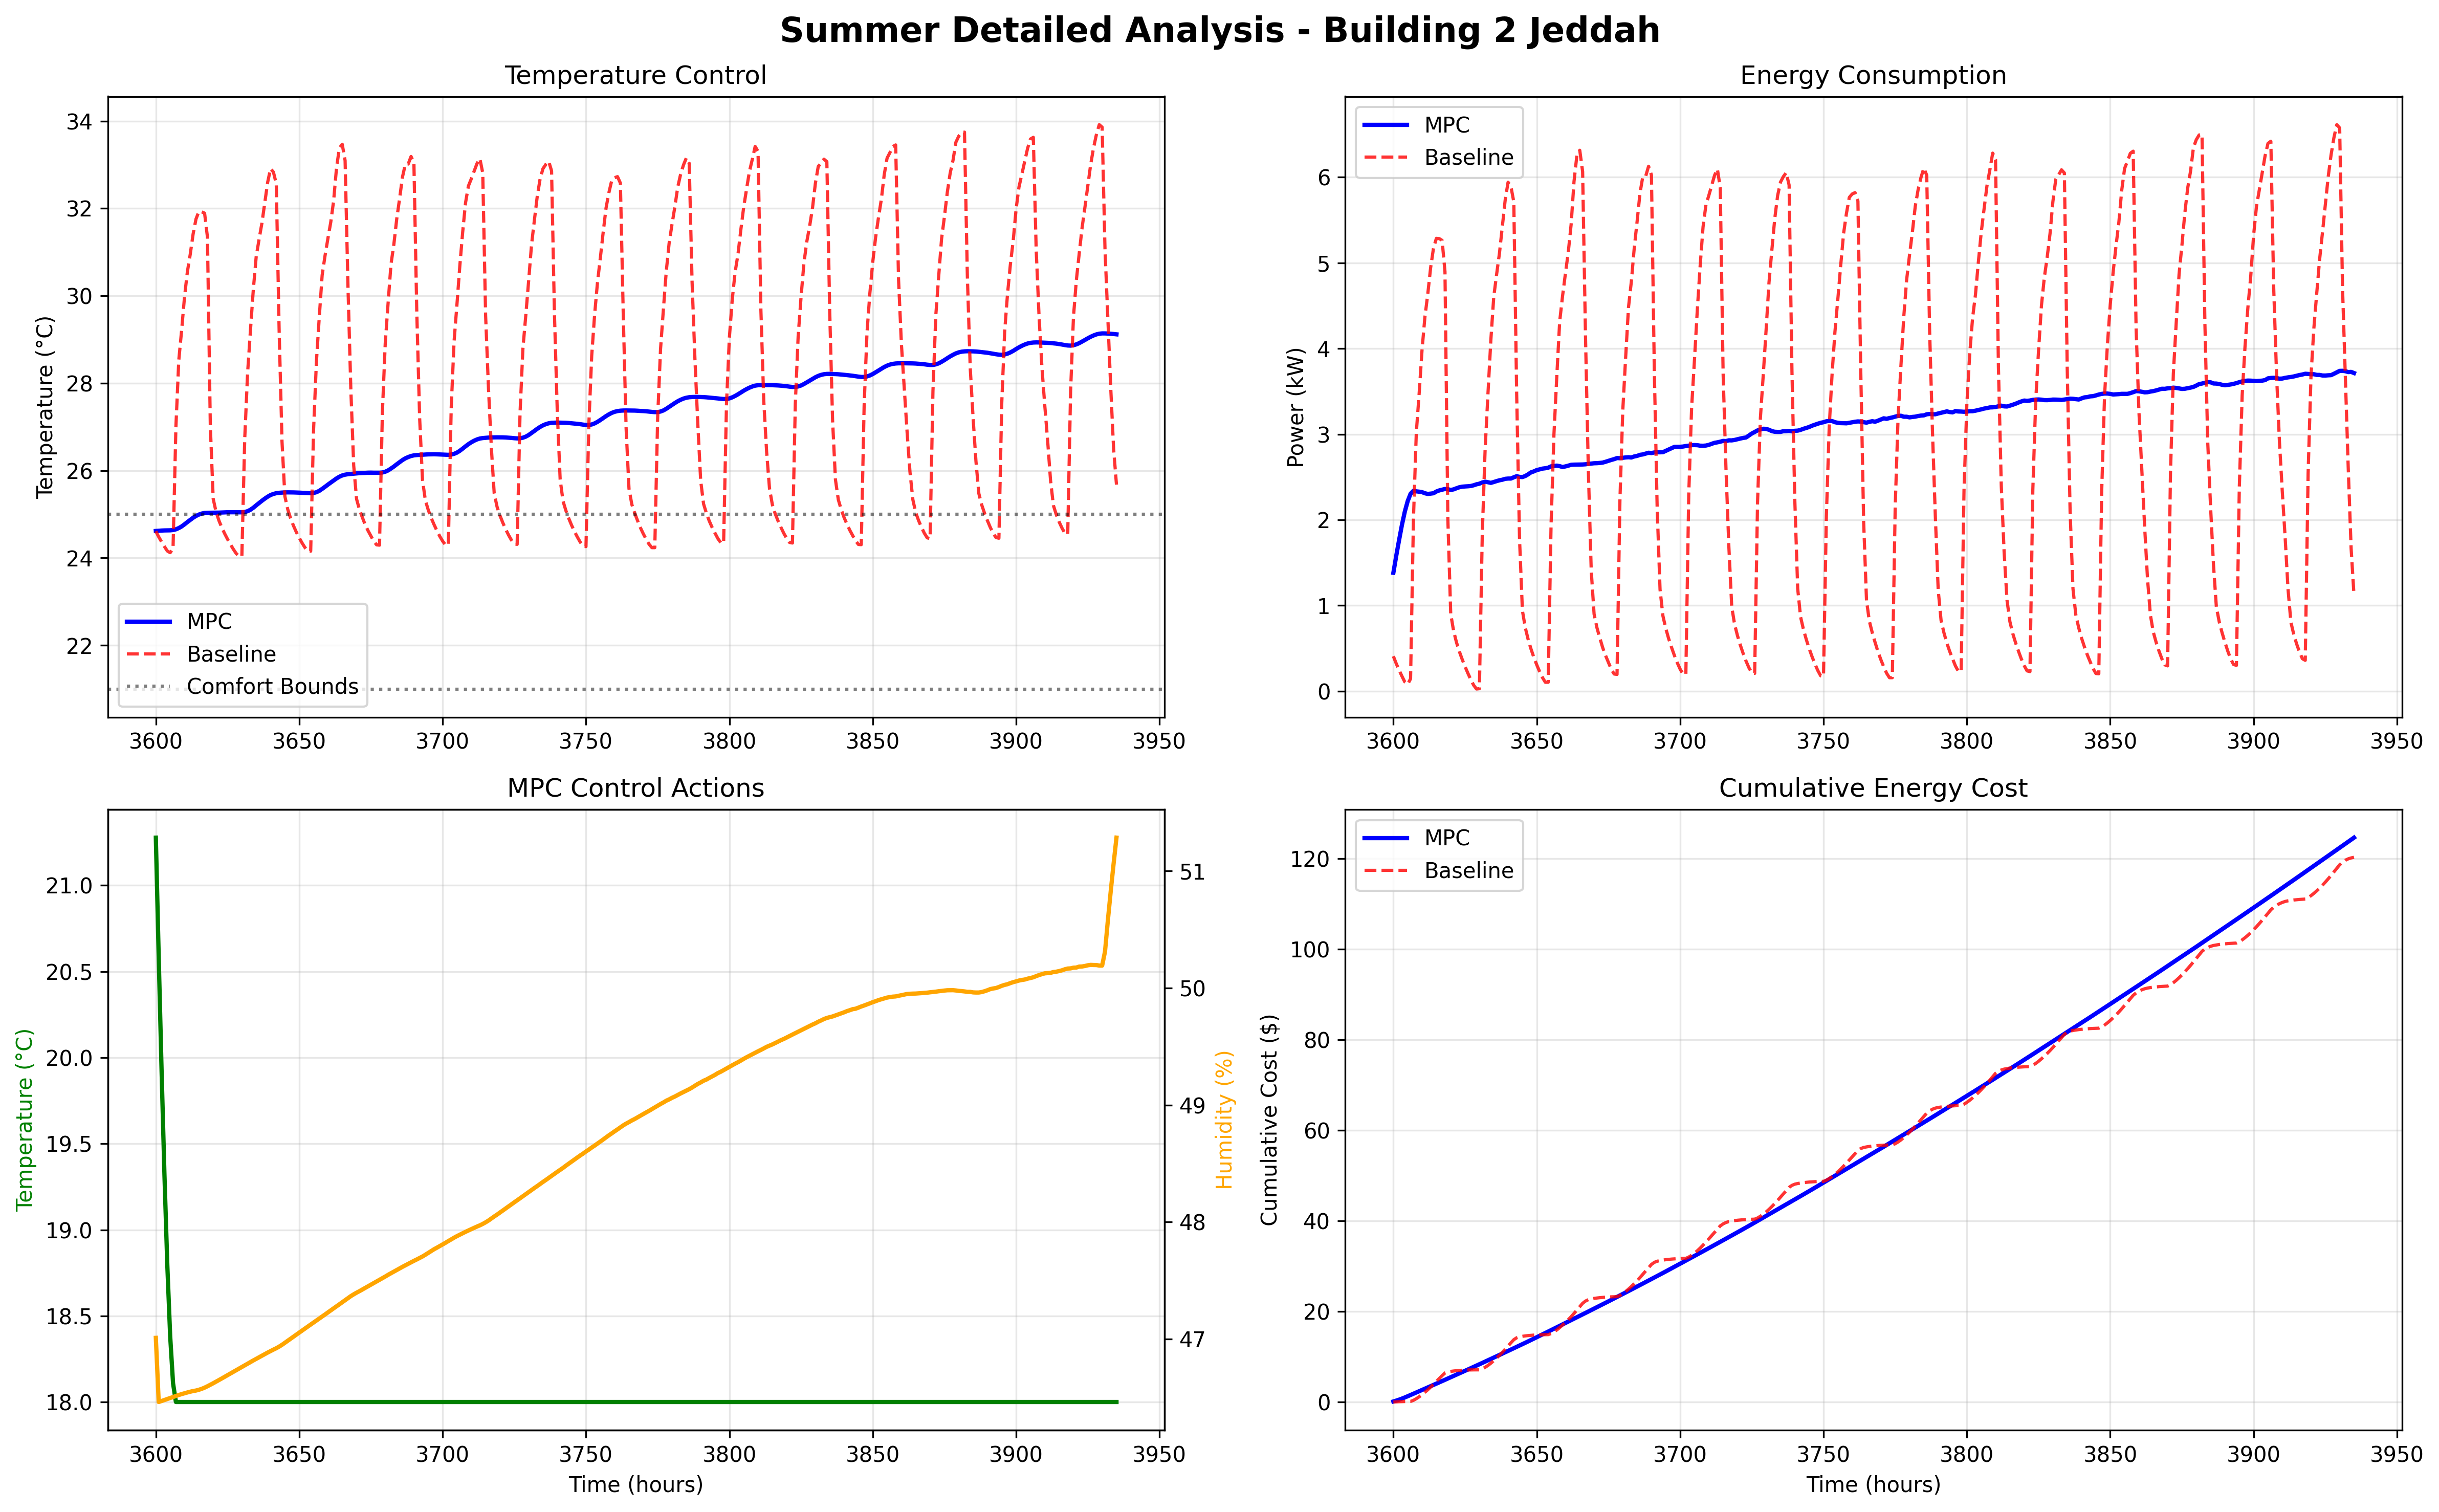 Summer Detailed Analysis - Building 2 Jeddah
Temperature Control
Temperature (°C)
34
32
30
28
26
24
22
MPC
Baseline
Comfort Bounds
3600 3650 3700 3750 3800 3850 3900 3950
Energy Consumption
Power (kW)
6
5
4
3
2
1
0
MPC
Baseline
3600 3650 3700 3750 3800 3850 3900 3950
MPC Control Actions
Temperature (°C)
21.0
20.5
20.0
19.5
19.0
18.5
18.0
51
50
49
48
47
Humidity (%)
3600 3650 3700 3750 3800 3850 3900 3950
Time (hours)
Cumulative Energy Cost
Cumulative Cost ($)
120
100
80
60
40
20
0
MPC
Baseline
3600 3650 3700 3750 3800 3850 3900 3950
Time (hours)